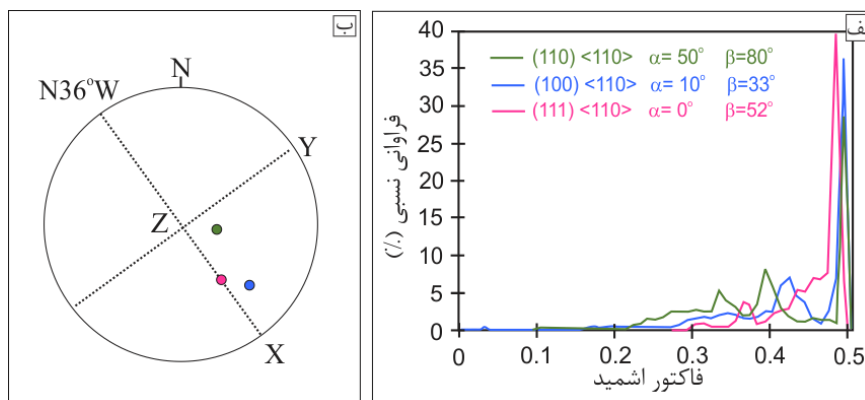 ب
N
N36°W
Y
Z
X
الف
40
35
30
25
20
15
10
5
0
فراوانی نسبی (٪)
(110) <110> α= 50° β=80°
(100) <110> α= 10° β=33°
(111) <110> α= 0° β=52°
0 0.1 0.2 0.3 0.4 0.5
فاکتور اشمید